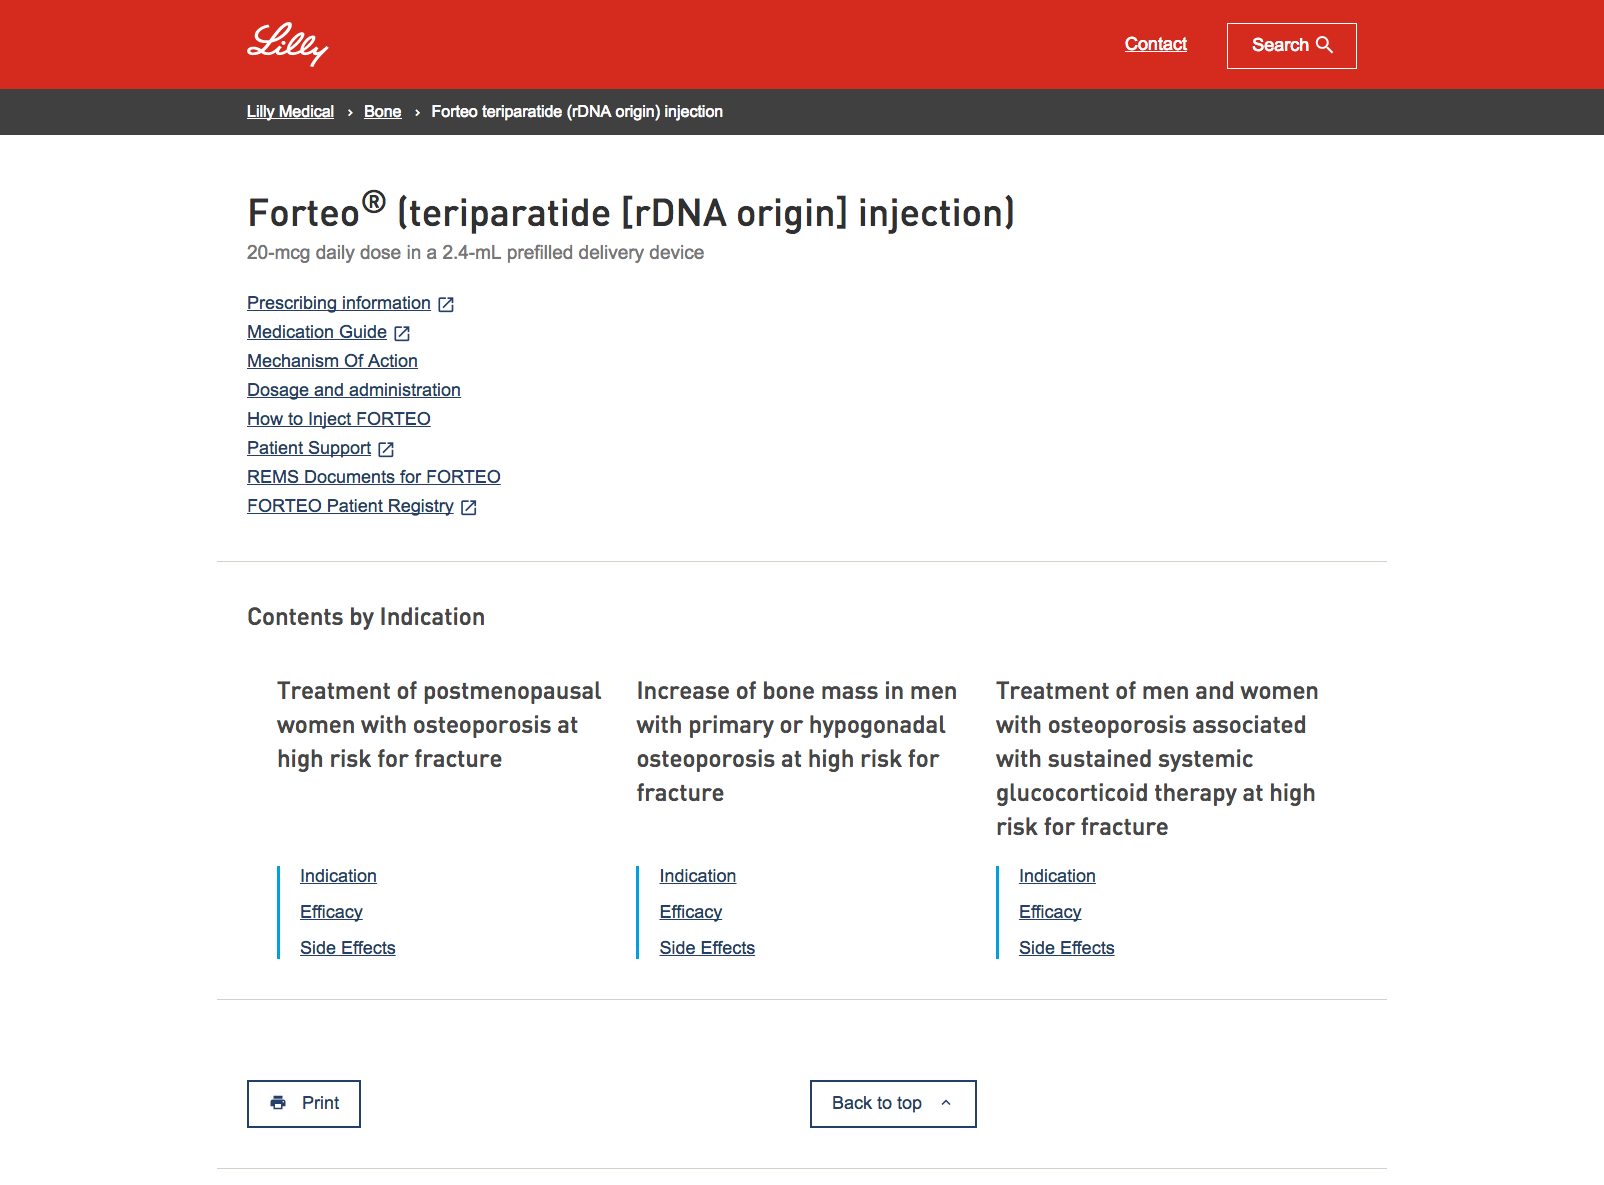 Lilly
Contact
Search
Lilly Medical › Bone › Forteo teriparatide (rDNA origin) injection
Forteo® (teriparatide [rDNA origin] injection)
20-mcg daily dose in a 2.4-mL prefilled delivery device
Prescribing information
Medication Guide
Mechanism Of Action
Dosage and administration
How to Inject FORTEO
Patient Support
REMS Documents for FORTEO
FORTEO Patient Registry
Contents by Indication
Treatment of postmenopausal
women with osteoporosis at
high risk for fracture
Indication
Efficacy
Side Effects
Increase of bone mass in men
with primary or hypogonadal
osteoporosis at high risk for
fracture
Indication
Efficacy
Side Effects
Treatment of men and women
with osteoporosis associated
with sustained systemic
glucocorticoid therapy at high
risk for fracture
Indication
Efficacy
Side Effects
Print
Back to top